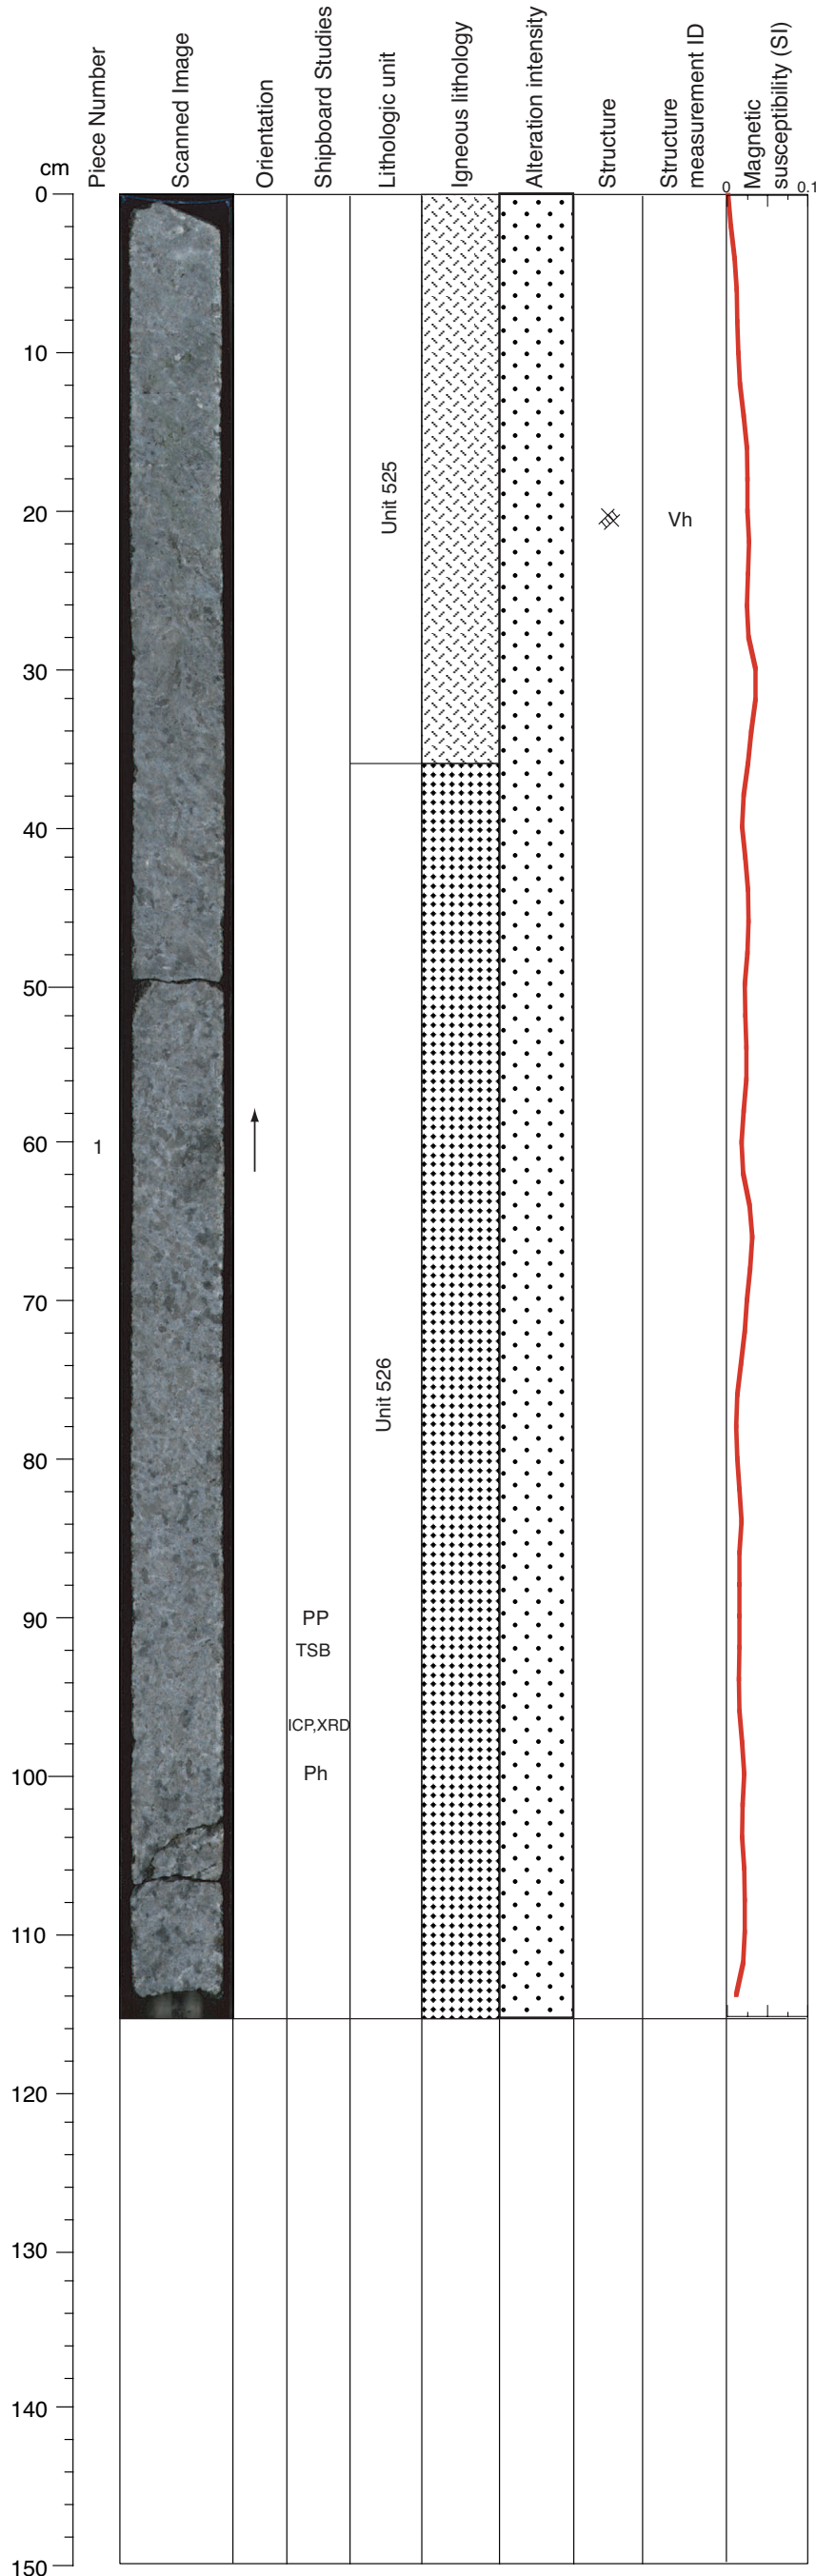 cm
Piece Number
Scanned Image
Orientation
Shipboard Studies
Lithologic unit
Igneous lithology
Alteration intensity
Structure
Structure
measurement ID
Magnetic
susceptibility (SI)
0
0.1
0
10
20
30
40
50
60
70
80
90
100
110
120
130
140
150
Unit 525
Vh
1
Unit 526
PP
TSB
ICP,XRD
Ph